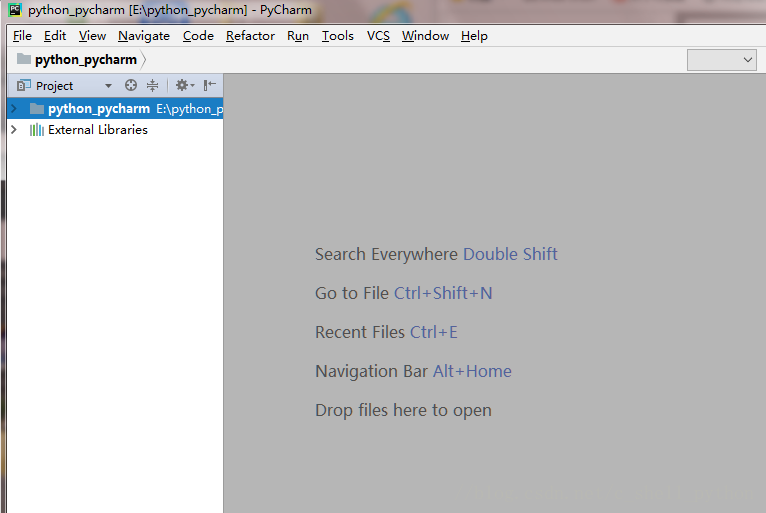 python_pycharm [E:\python_pycharm] - PyCharm
File Edit View Navigate Code Refactor Run Tools VCS Window Help
python_pycharm
Project
python_pycharm E:\python_p
External Libraries
Search Everywhere Double Shift
Go to File Ctrl+Shift+N
Recent Files Ctrl+E
Navigation Bar Alt+Home
Drop files here to open